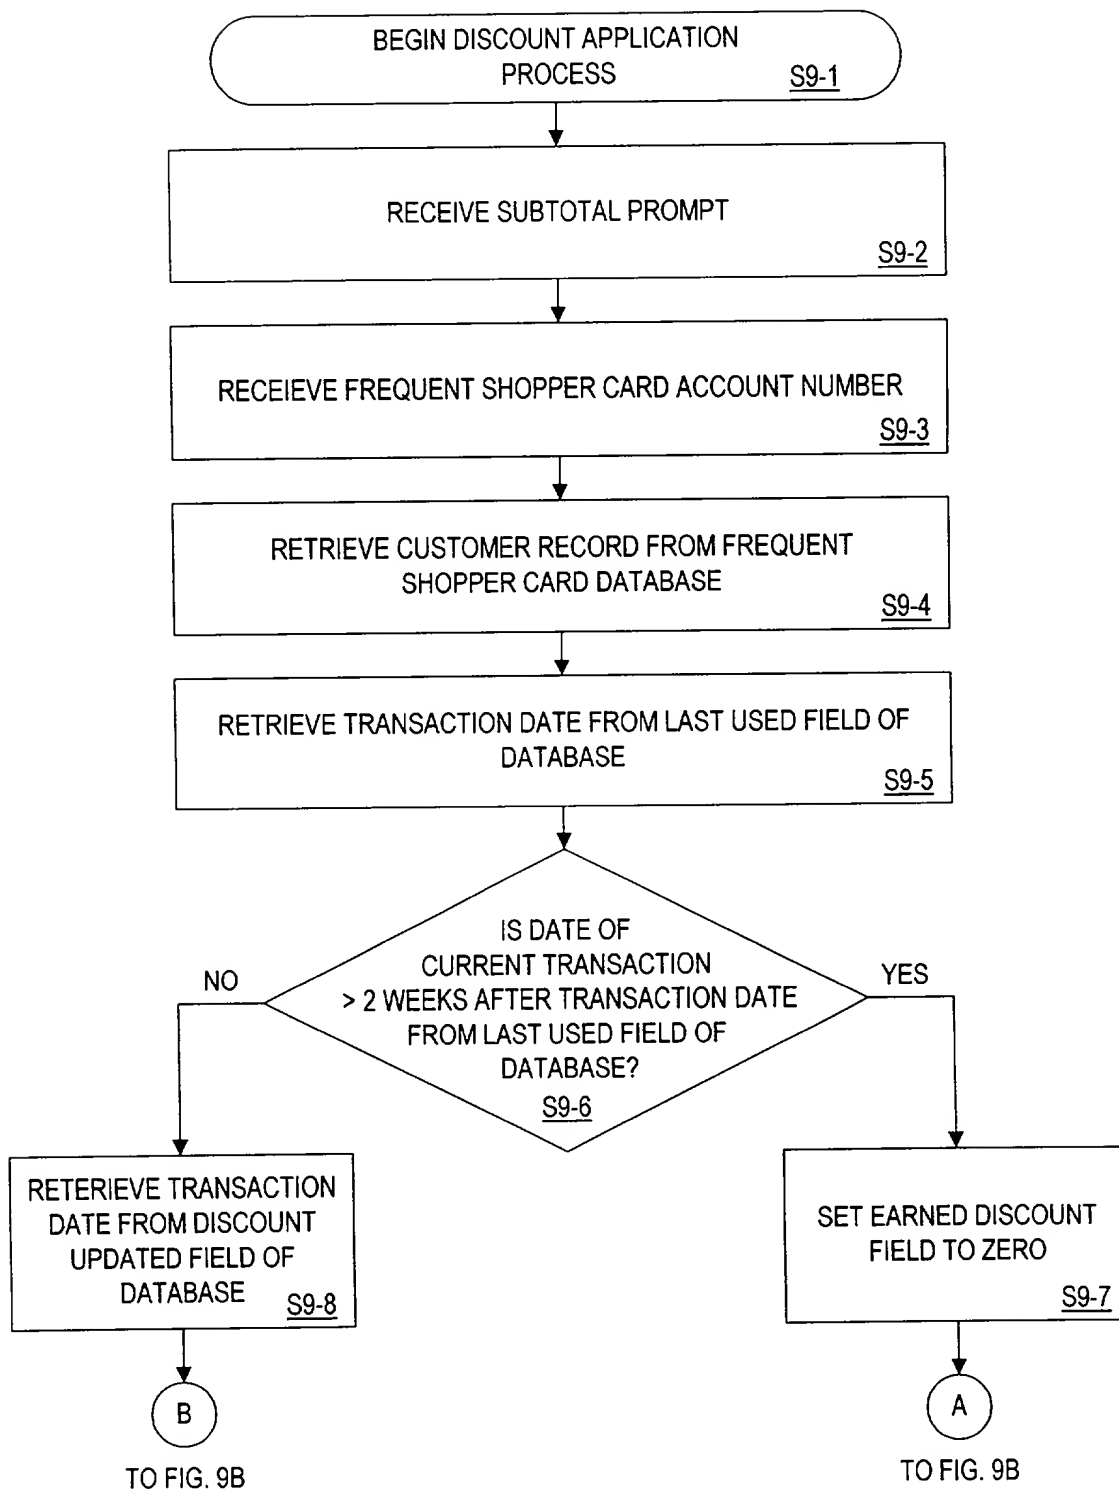 BEGIN DISCOUNT APPLICATION
PROCESS
S9-1
RECEIVE SUBTOTAL PROMPT
S9-2
RECEIEVE FREQUENT SHOPPER CARD ACCOUNT NUMBER
S9-3
RETRIEVE CUSTOMER RECORD FROM FREQUENT
SHOPPER CARD DATABASE
S9-4
RETRIEVE TRANSACTION DATE FROM LAST USED FIELD OF
DATABASE
S9-5
IS DATE OF
CURRENT TRANSACTION
> 2 WEEKS AFTER TRANSACTION DATE
FROM LAST USED FIELD OF
DATABASE?
S9-6
NO
YES
RETERIEVE TRANSACTION
DATE FROM DISCOUNT
UPDATED FIELD OF
DATABASE
S9-8
SET EARNED DISCOUNT
FIELD TO ZERO
S9-7
B
TO FIG. 9B
A
TO FIG. 9B